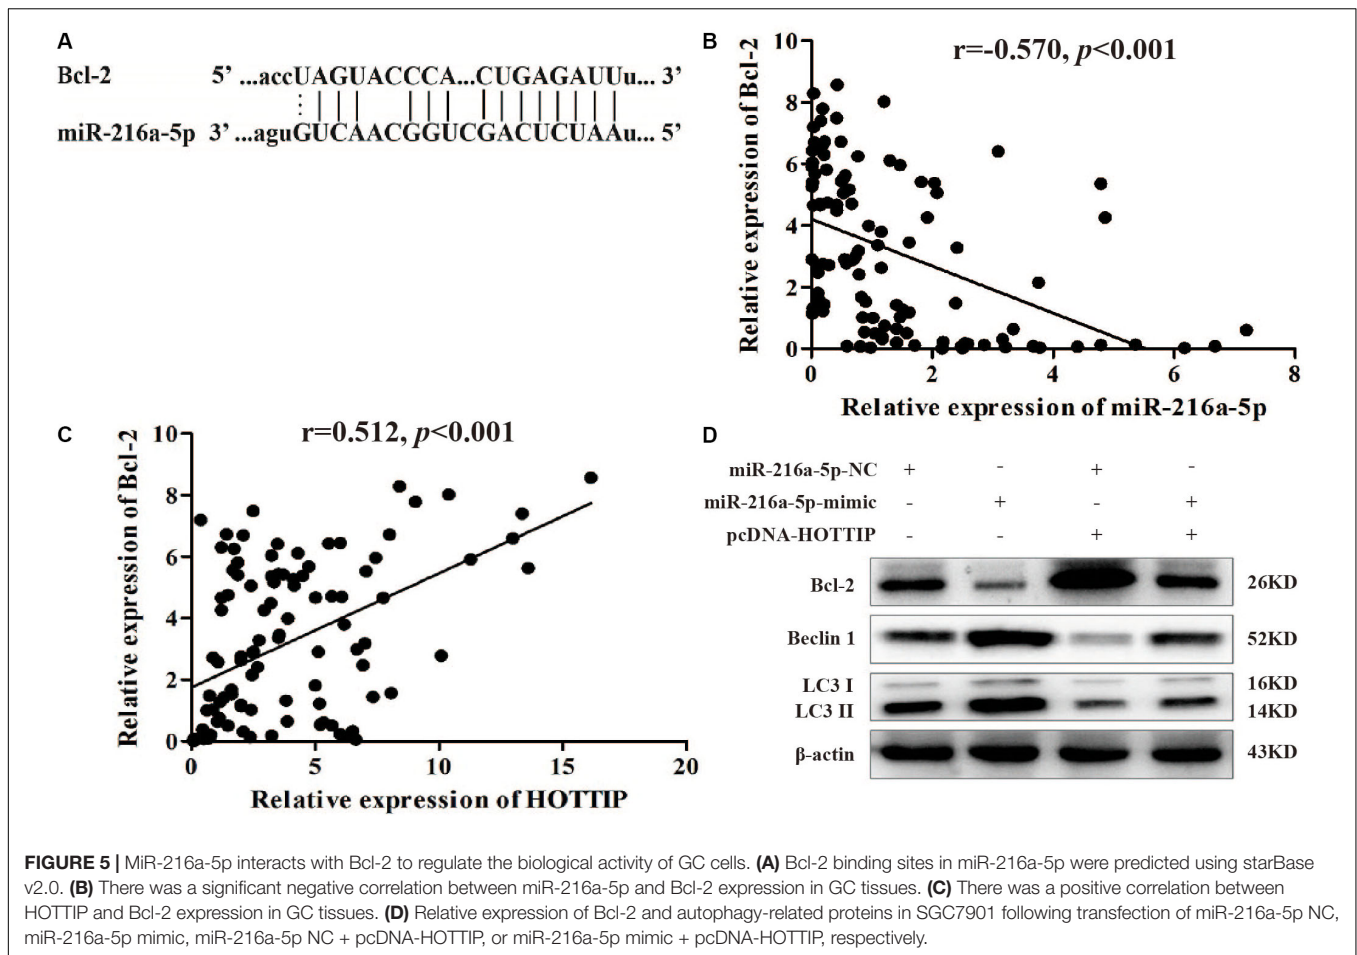 A
Bcl-2 5’ ...accUAGUACCCA...CUGAGAUUu... 3’
miR-216a-5p 3’ ...aguGUCAACGGUCGACUCUAAu... 5’
B
r=-0.570, p<0.001
Relative expression of Bcl-2
10
8
6
4
2
0
0 2 4 6 8
Relative expression of miR-216a-5p
C
r=0.512, p<0.001
Relative expression of Bcl-2
10
8
6
4
2
0
0 5 10 15 20
Relative expression of HOTTIP
D
miR-216a-5p-NC + - + -
miR-216a-5p-mimic - + - +
pcDNA-HOTTIP - - + +
Bcl-2 26KD
Beclin 1 52KD
LC3 I 16KD
LC3 II 14KD
β-actin 43KD
FIGURE 5 | MiR-216a-5p interacts with Bcl-2 to regulate the biological activity of GC cells. (A) Bcl-2 binding sites in miR-216a-5p were predicted using starBase
v2.0. (B) There was a significant negative correlation between miR-216a-5p and Bcl-2 expression in GC tissues. (C) There was a positive correlation between
HOTTIP and Bcl-2 expression in GC tissues. (D) Relative expression of Bcl-2 and autophagy-related proteins in SGC7901 following transfection of miR-216a-5p NC,
miR-216a-5p mimic, miR-216a-5p NC + pcDNA-HOTTIP, or miR-216a-5p mimic + pcDNA-HOTTIP, respectively.